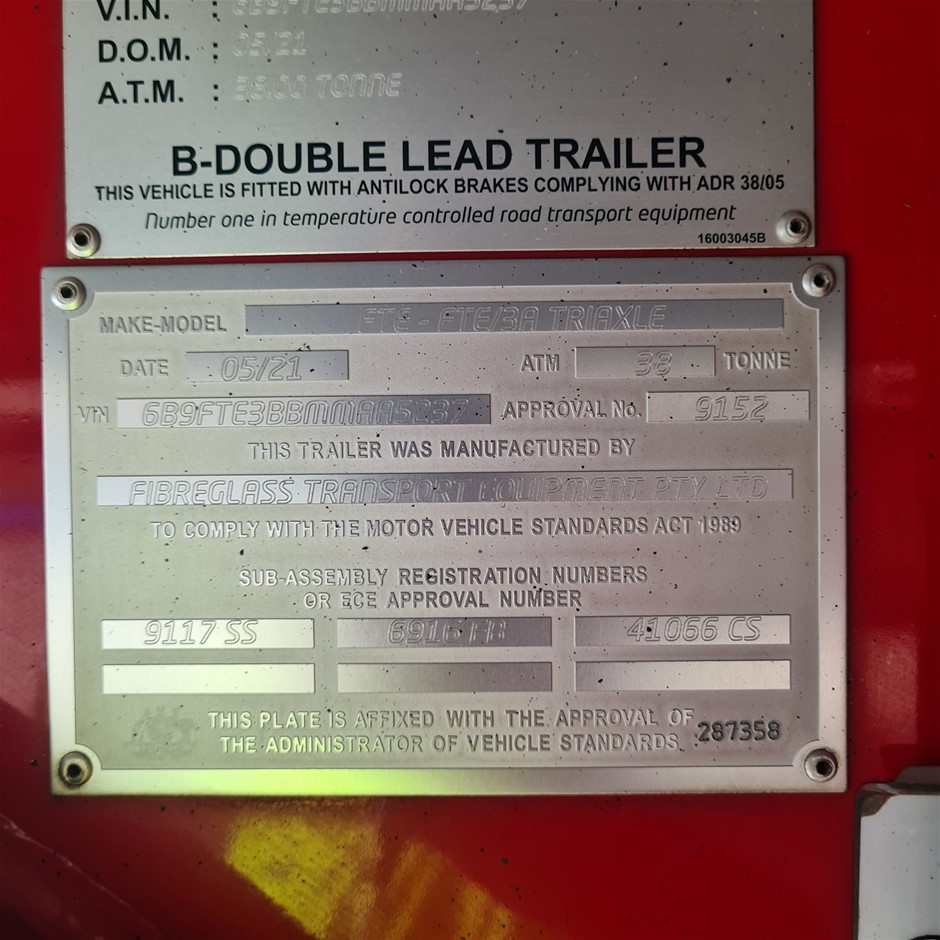 V.I.N. : 6B9FTE3BBMMAA5237
D.O.M. : 05/21
A.T.M. : 38.00 TONNE
B-DOUBLE LEAD TRAILER
THIS VEHICLE IS FITTED WITH ANTILOCK BRAKES COMPLYING WITH ADR 38/05
Number one in temperature controlled road transport equipment
16003045B
MAKE-MODEL FTE - FTE/3A TRIAXLE
DATE 05/21 ATM 38 TONNE
VIN 6B9FTE3BBMMAA5237 APPROVAL No. 9152
THIS TRAILER WAS MANUFACTURED BY
FIBREGLASS TRANSPORT EQUIPMENT PTY LTD
TO COMPLY WITH THE MOTOR VEHICLE STANDARDS ACT 1989
SUB-ASSEMBLY REGISTRATION NUMBERS
OR ECE APPROVAL NUMBER
9117 SS 6916 FB 41066 CS
THIS PLATE IS AFFIXED WITH THE APPROVAL OF
THE ADMINISTRATOR OF VEHICLE STANDARDS 287358